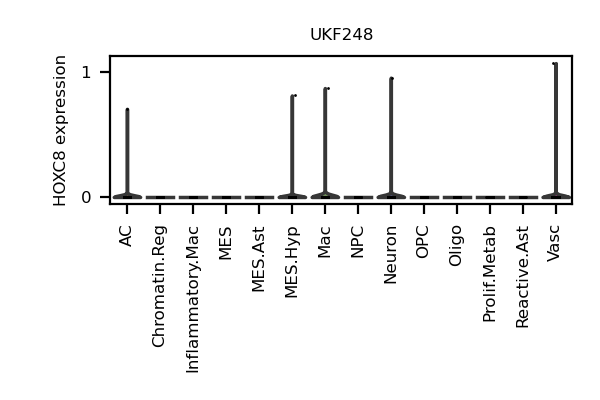 UKF248
HOXC8 expression
1
0
AC
Chromatin.Reg
Inflammatory.Mac
MES
MES.Ast
MES.Hyp
Mac
NPC
Neuron
OPC
Oligo
Prolif.Metab
Reactive.Ast
Vasc